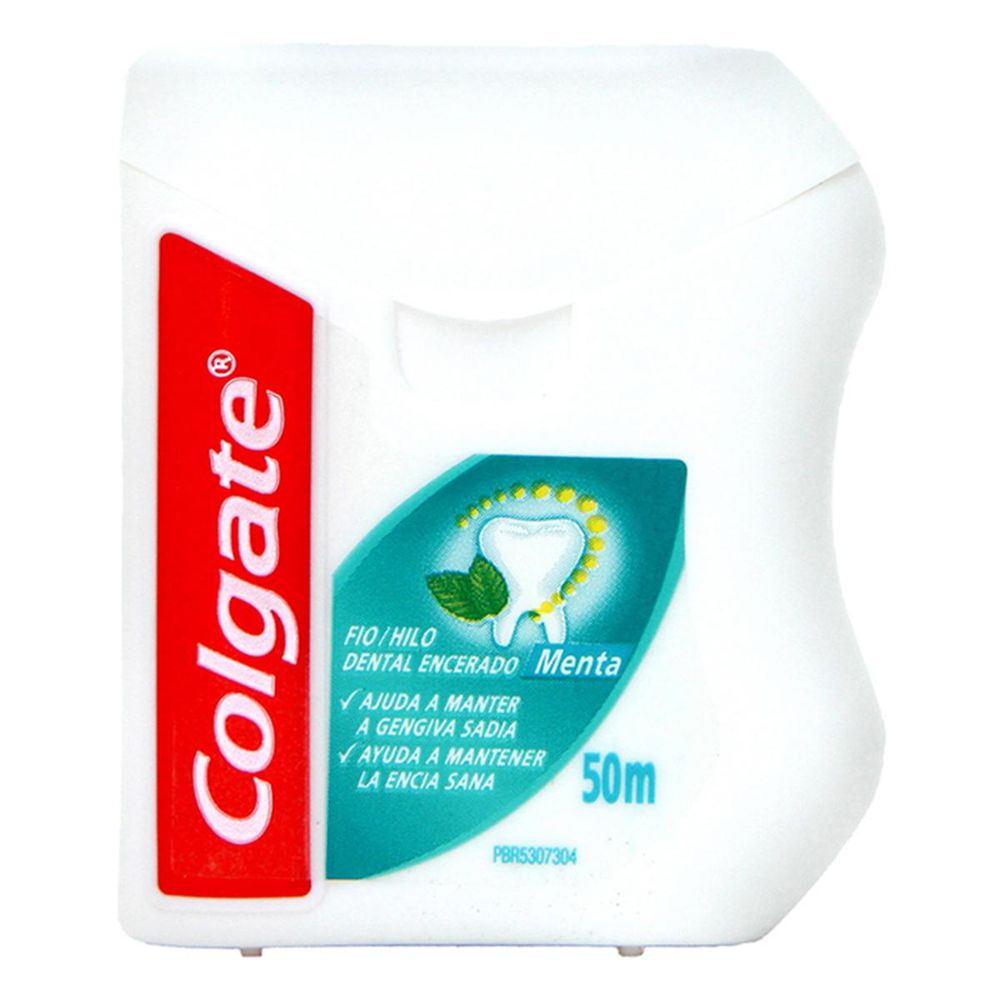 Colgate®
FIO/HILO
DENTAL ENCERADO Menta
✓ AJUDA A MANTER
A GENGIVA SADIA
✓ AYUDA A MANTENER
LA ENCIA SANA
50m
PBR5307304